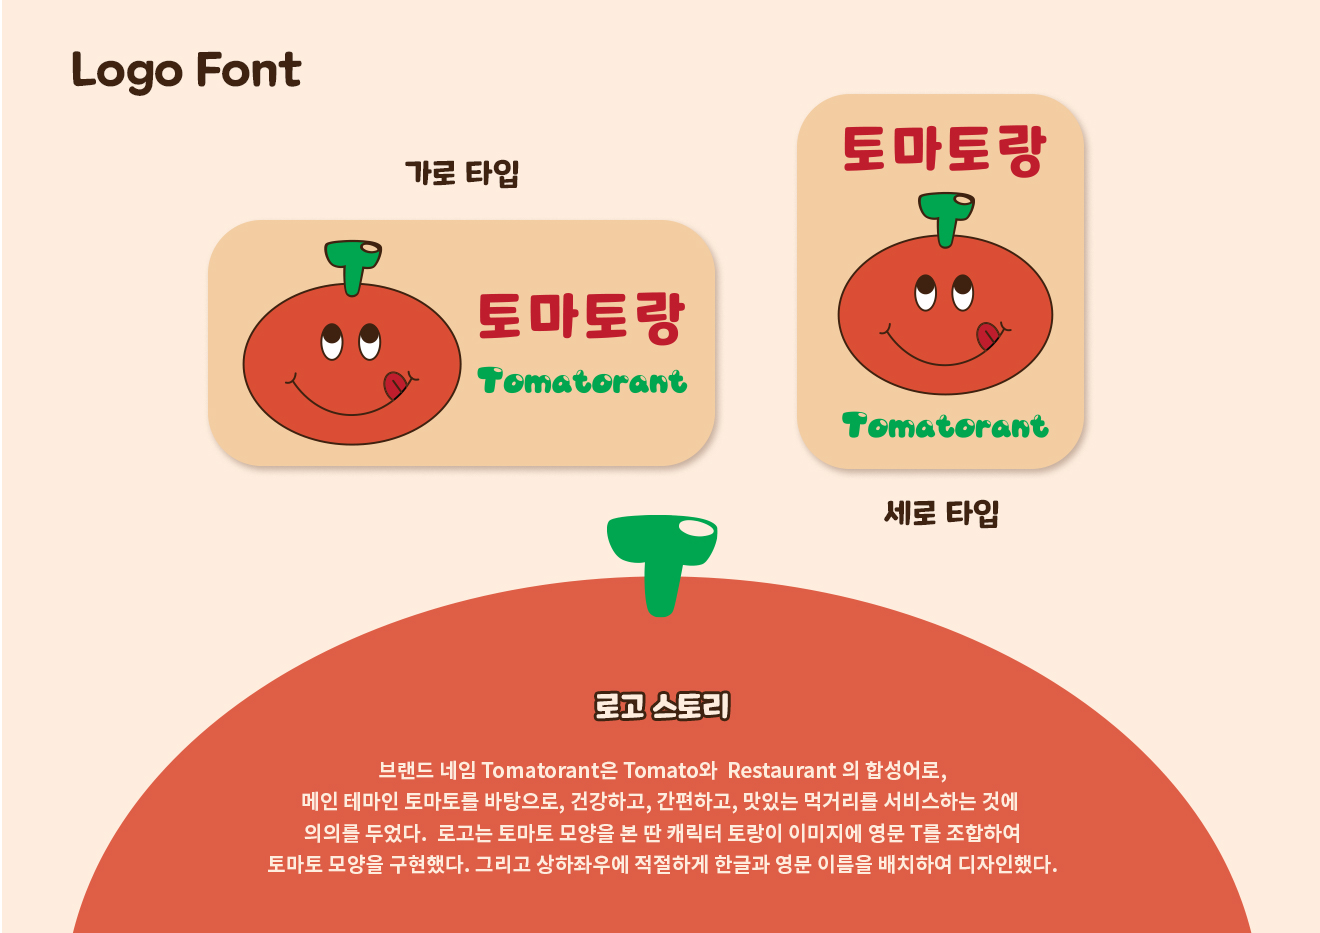 Logo Font
가로 타입
토마토랑
Tomatorant
토마토랑
Tomatorant
세로 타입
로고 스토리
브랜드 네임 Tomatorant은 Tomato와 Restaurant 의 합성어로,
메인 테마인 토마토를 바탕으로, 건강하고, 간편하고, 맛있는 먹거리를 서비스하는 것에
의의를 두었다. 로고는 토마토 모양을 본 딴 캐릭터 토랑이 이미지에 영문 T를 조합하여
토마토 모양을 구현했다. 그리고 상하좌우에 적절하게 한글과 영문 이름을 배치하여 디자인했다.